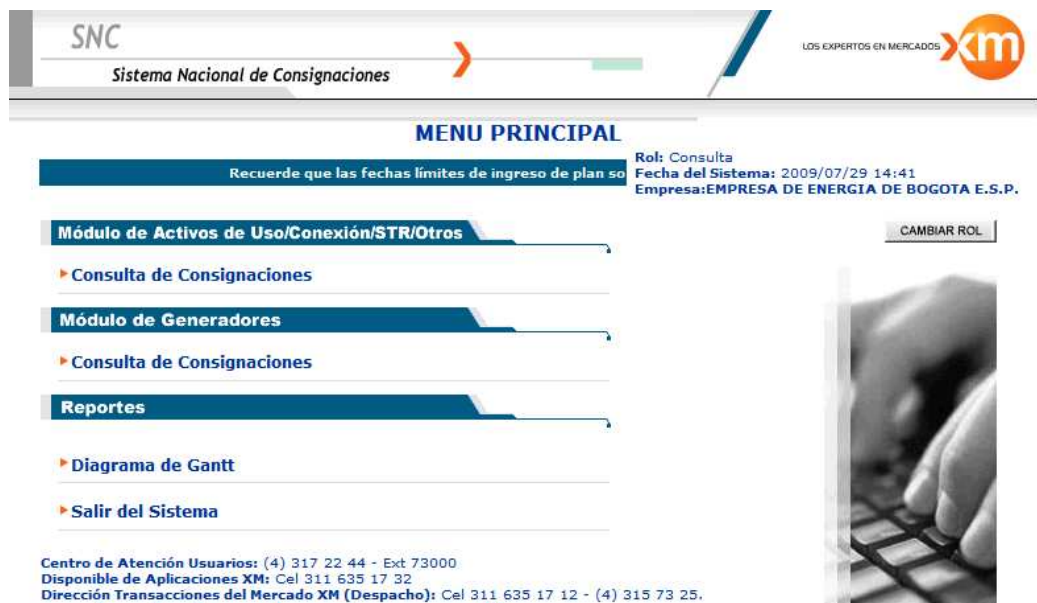 SNC
Sistema Nacional de Consignaciones
LOS EXPERTOS EN MERCADOS
xm
MENU PRINCIPAL
Recuerde que las fechas límites de ingreso de plan so
Rol: Consulta
Fecha del Sistema: 2009/07/29 14:41
Empresa:EMPRESA DE ENERGIA DE BOGOTA E.S.P.
Módulo de Activos de Uso/Conexión/STR/Otros
CAMBIAR ROL
Consulta de Consignaciones
Módulo de Generadores
Consulta de Consignaciones
Reportes
Diagrama de Gantt
Salir del Sistema
Centro de Atención Usuarios: (4) 317 22 44 - Ext 73000
Disponible de Aplicaciones XM: Cel 311 635 17 32
Dirección Transacciones del Mercado XM (Despacho): Cel 311 635 17 12 - (4) 315 73 25.